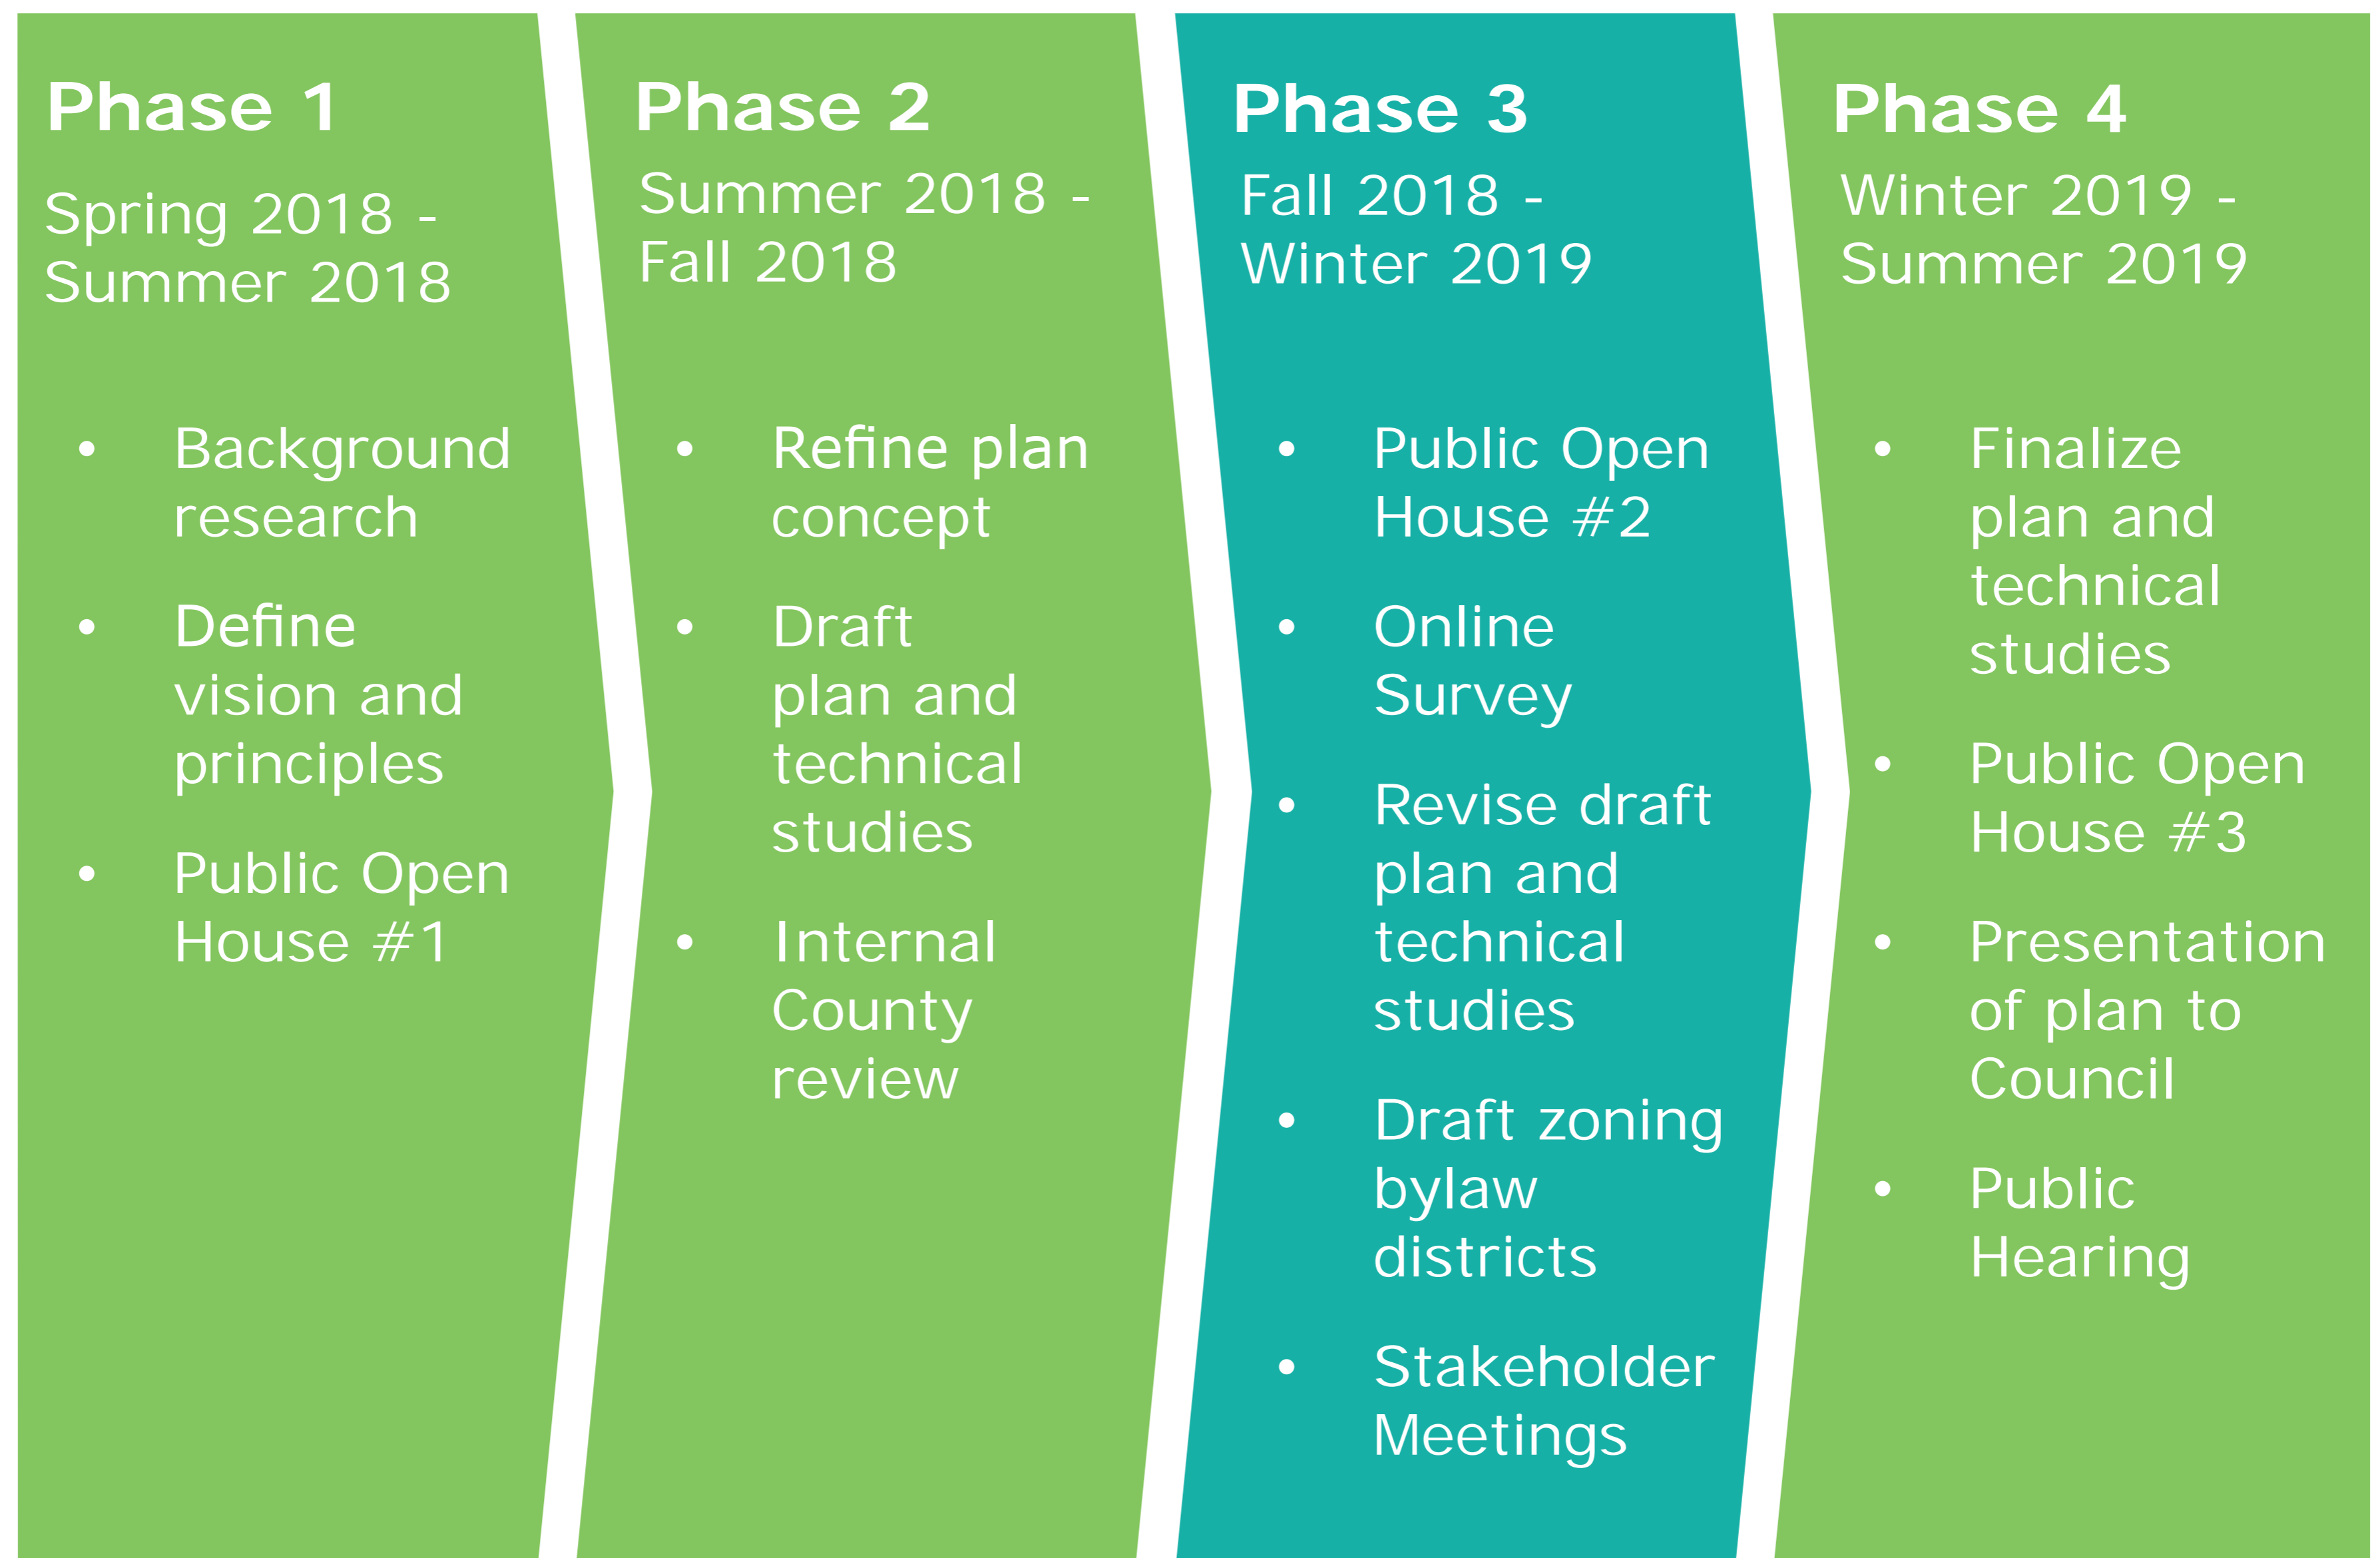 Phase 1
Spring 2018 -
Summer 2018
• Background
research
• Define
vision and
principles
• Public Open
House #1
Phase 2
Summer 2018 -
Fall 2018
• Refine plan
concept
• Draft
plan and
technical
studies
• Internal
County
review
Phase 3
Fall 2018 -
Winter 2019
• Public Open
House #2
• Online
Survey
• Revise draft
plan and
technical
studies
• Draft zoning
bylaw
districts
• Stakeholder
Meetings
Phase 4
Winter 2019 -
Summer 2019
• Finalize
plan and
technical
studies
• Public Open
House #3
• Presentation
of plan to
Council
• Public
Hearing